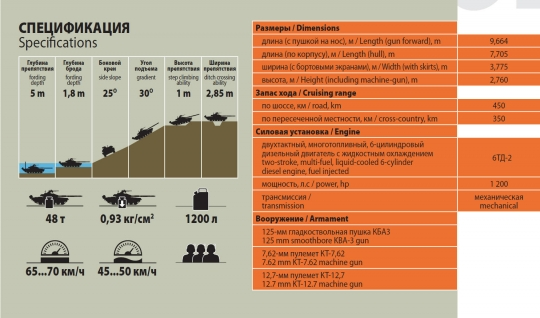 СПЕЦИФИКАЦИЯ
Specifications
Глубина препятствия
fording depth
5 m
Глубина брода
fording depth
1,8 m
Боковой крен
side slope
25⁰
Угол подъема
gradient
30⁰
Высота препятствия
step climbing ability
1 m
Ширина препятствия
ditch crossing ability
2,85 m
48 т
0,93 кг/см²
1200 л
65...70 км/ч
45...50 км/ч
Размеры / Dimensions
длина (с пушкой на нос), м / Length (gun forward), m 9,664
длина (по корпусу), м / Length (hull), m 7,705
ширина (с бортовыми экранами), м / Width (with skirts), m 3,775
высота, м / Height (including machine-gun), m 2,760
Запас хода / Cruising range
по шоссе, км / road, km 450
по пересеченной местности, км / cross-country, km 350
Силовая установка / Engine
двухтактный, многотопливный, 6-цилиндровый
дизельный двигатель с жидкостным охлаждением
two-stroke, multi-fuel, liquid-cooled 6-cylinder
diesel engine, fuel injected
6ТД-2
мощность, л.с / power, hp 1 200
трансмиссия /
transmission
механическая
mechanical
Вооружение / Armament
125-мм гладкоствольная пушка КБА3
125 mm smoothbore KBA-3 gun
7,62-мм пулемет КТ-7,62
7.62 mm KT-7.62 machine gun
12,7-мм пулемет КТ-12,7
12.7 mm KT-12.7 machine gun